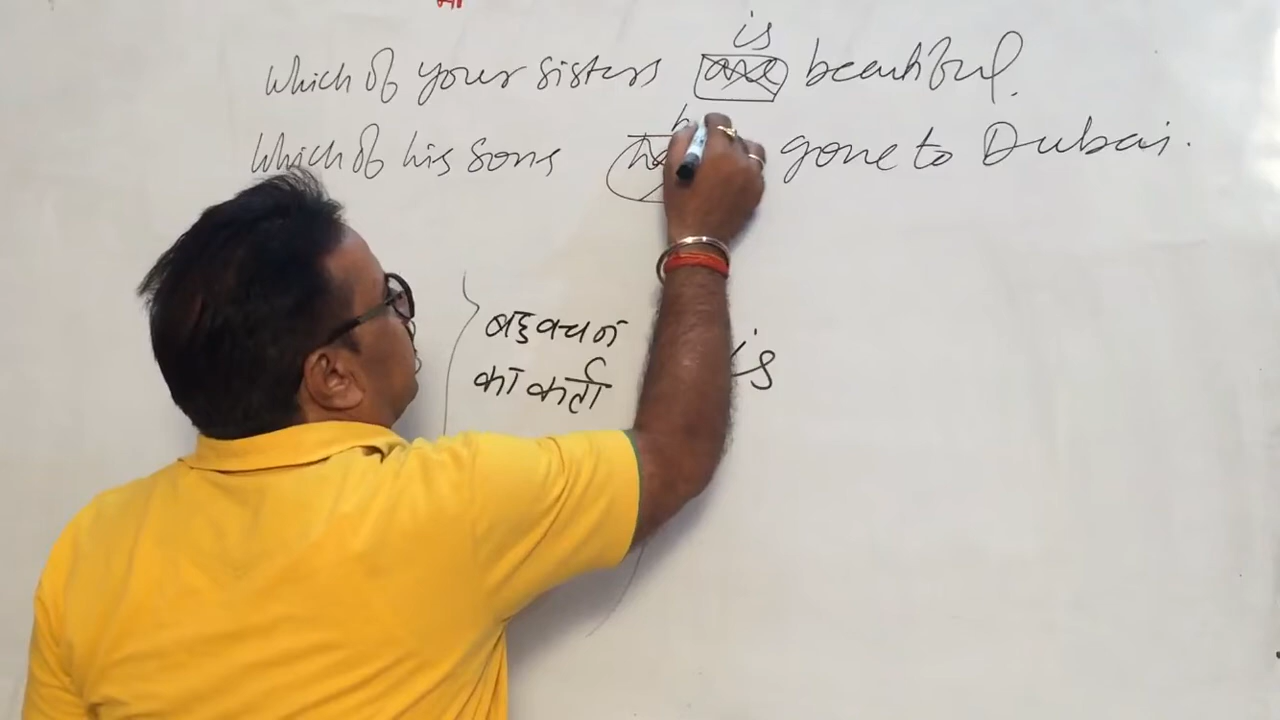 मा
is
Which of your sisters are beautiful.
Which of his sons gone to Dubai.
बहुवचन
का कर्ता
is